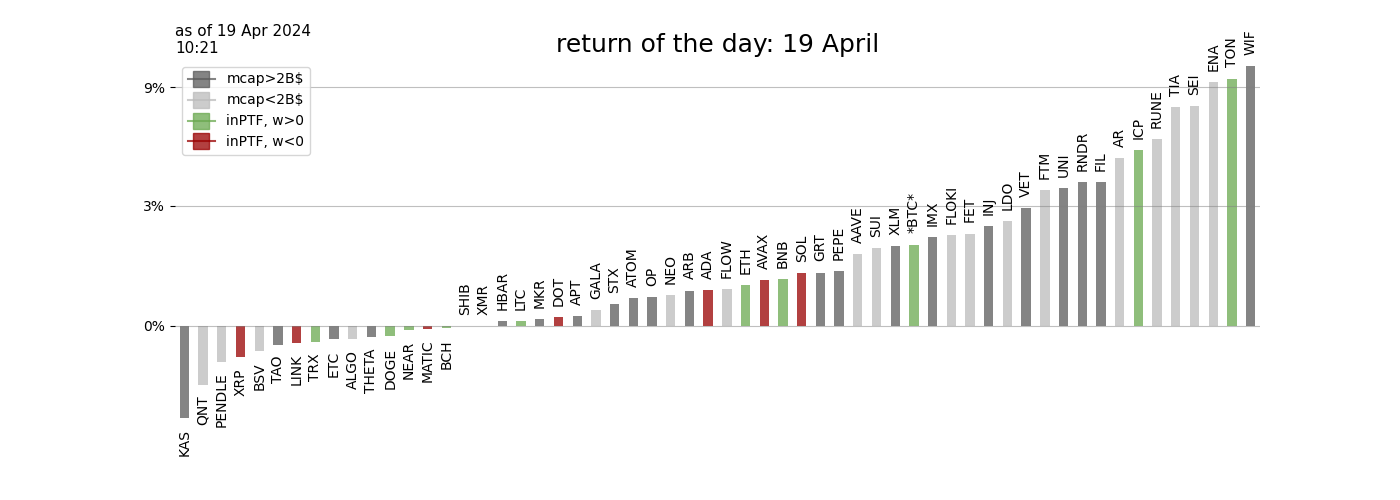 as of 19 Apr 2024
10:21
return of the day: 19 April
mcap>2B$
mcap<2B$
inPTF, w>0
inPTF, w<0
9%
3%
0%
KAS
QNT
PENDLE
XRP
BSV
TAO
LINK
TRX
ETC
ALGO
THETA
DOGE
NEAR
MATIC
BCH
SHIB
XMR
HBAR
LTC
MKR
DOT
APT
GALA
STX
ATOM
OP
NEO
ARB
ADA
FLOW
ETH
AVAX
BNB
SOL
GRT
PEPE
AAVE
SUI
XLM
*BTC*
IMX
FLOKI
FET
INJ
LDO
VET
FTM
UNI
RNDR
FIL
AR
ICP
RUNE
TIA
SEI
ENA
TON
WIF